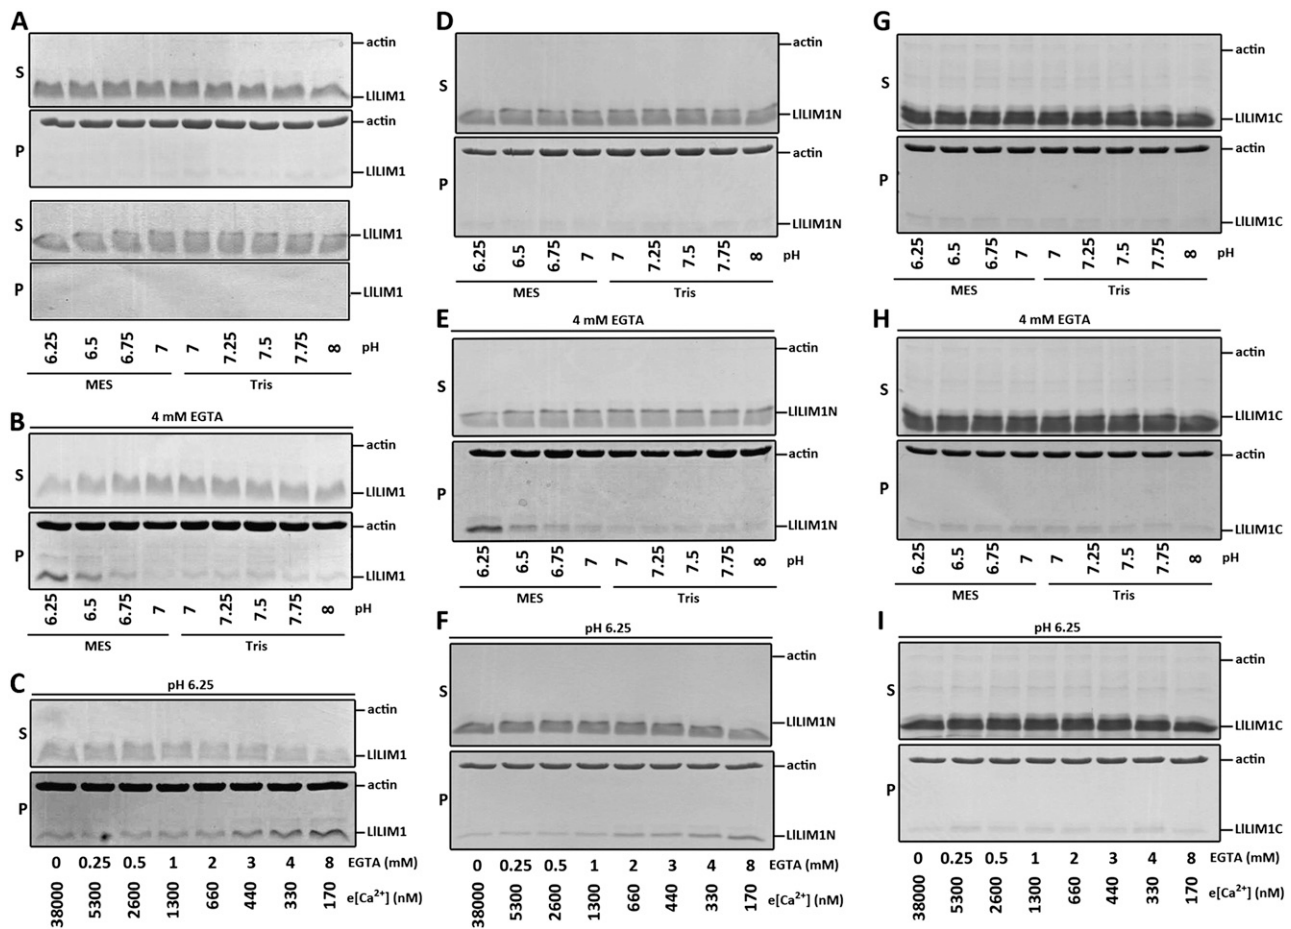 A
S
actin
LlLIM1
P
actin
LlLIM1
S
LlLIM1
P
LlLIM1
6.25 6.5 6.75 7 7 7.25 7.5 7.75 8 pH
MES Tris
B
4 mM EGTA
S
actin
LlLIM1
P
actin
LlLIM1
6.25 6.5 6.75 7 7 7.25 7.5 7.75 8 pH
MES Tris
C
pH 6.25
S
actin
LlLIM1
P
actin
LlLIM1
0 0.25 0.5 1 2 3 4 8 EGTA (mM)
38000 5300 2600 1300 660 440 330 170 e[Ca²⁺] (nM)
D
S
actin
LlLIM1N
P
actin
LlLIM1N
6.25 6.5 6.75 7 7 7.25 7.5 7.75 8 pH
MES Tris
E
4 mM EGTA
S
actin
LlLIM1N
P
actin
LlLIM1N
6.25 6.5 6.75 7 7 7.25 7.5 7.75 8 pH
MES Tris
F
pH 6.25
S
actin
LlLIM1N
P
actin
LlLIM1N
0 0.25 0.5 1 2 3 4 8 EGTA (mM)
38000 5300 2600 1300 660 440 330 170 e[Ca²⁺] (nM)
G
S
actin
LlLIM1C
P
actin
LlLIM1C
6.25 6.5 6.75 7 7 7.25 7.5 7.75 8 pH
MES Tris
H
4 mM EGTA
S
actin
LlLIM1C
P
actin
LlLIM1C
6.25 6.5 6.75 7 7 7.25 7.5 7.75 8 pH
MES Tris
I
pH 6.25
S
actin
LlLIM1C
P
actin
LlLIM1C
0 0.25 0.5 1 2 3 4 8 EGTA (mM)
38000 5300 2600 1300 660 440 330 170 e[Ca²⁺] (nM)